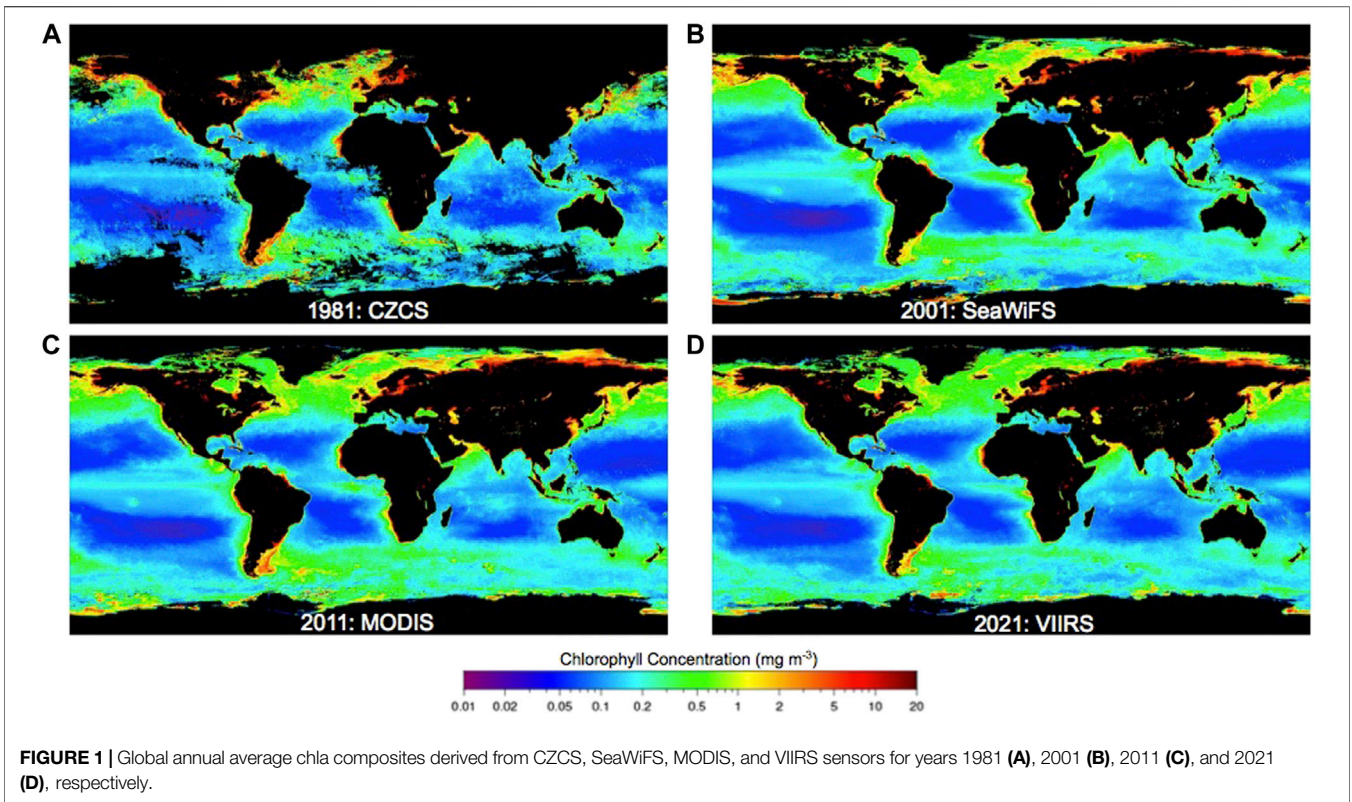 A
B
1981: CZCS
2001: SeaWiFS
C
D
2011: MODIS
2021: VIIRS
Chlorophyll Concentration (mg m⁻³)
0.01 0.02 0.05 0.1 0.2 0.5 1 2 5 10 20
FIGURE 1 | Global annual average chla composites derived from CZCS, SeaWiFS, MODIS, and VIIRS sensors for years 1981 (A), 2001 (B), 2011 (C), and 2021
(D), respectively.